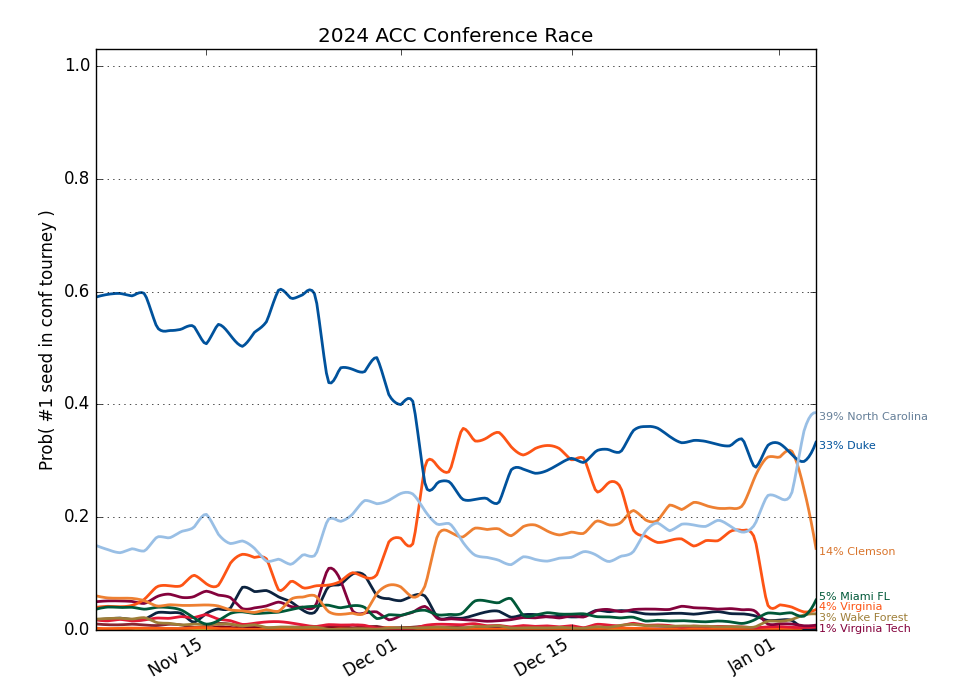 2024 ACC Conference Race
Prob( #1 seed in conf tourney )
1.0
0.8
0.6
0.4
0.2
0.0
39% North Carolina
33% Duke
14% Clemson
5% Miami FL
4% Virginia
3% Wake Forest
1% Virginia Tech
Nov 15
Dec 01
Dec 15
Jan 01